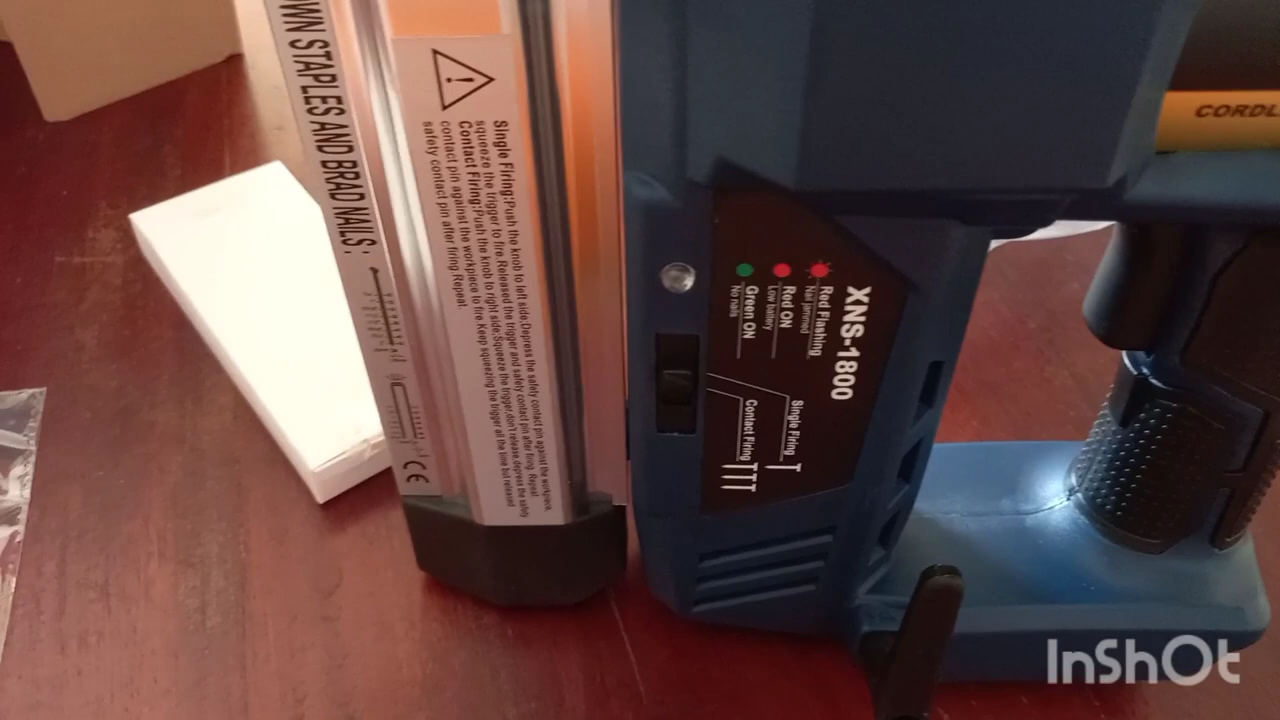 OWN STAPLES AND BRAD NAILS:
CE
Single Firing:Push the knob to left side,Depress the safety contact pin against the workpiece,
squeeze the trigger to fire.Released the trigger and safety contact pin after firing. Repeat
Contact Firing:Push the knob to right side,Squeeze the trigger,don't release,depress the safety
contact pin against the workpiece to fire.Keep squeezing the trigger all the time but released
safety contact pin after firing.Repeat.
XNS-1800
Red Flashing
Nail jammed
Red ON
Low battery
Green ON
No nails
Single Firing
Contact Firing
CORDL
InShOt